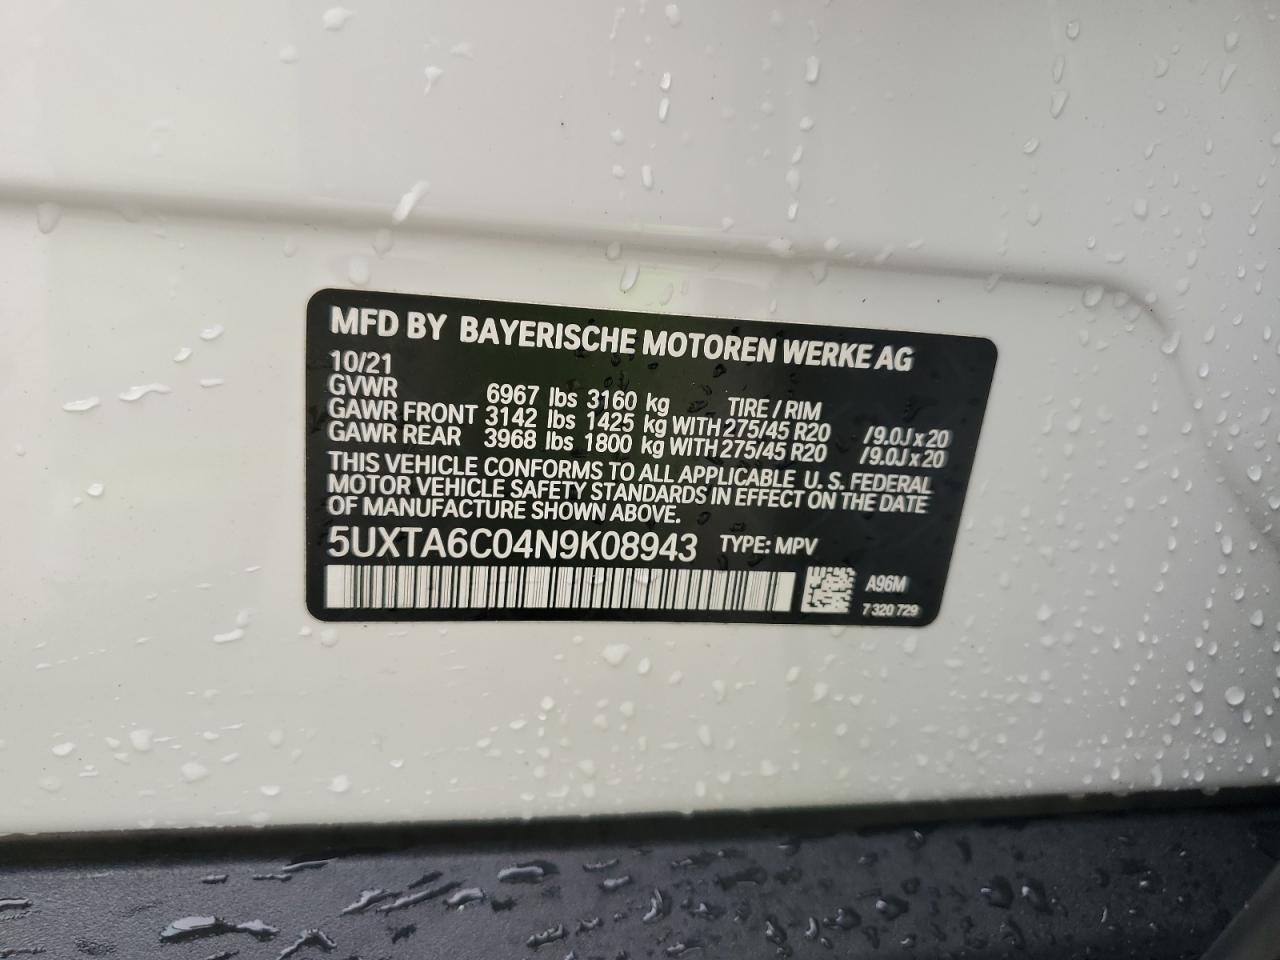 MFD BY BAYERISCHE MOTOREN WERKE AG
10/21
GVWR 6967 lbs 3160 kg TIRE / RIM
GAWR FRONT 3142 lbs 1425 kg WITH 275/45 R20 /9.0J x 20
GAWR REAR 3968 lbs 1800 kg WITH 275/45 R20 /9.0J x 20
THIS VEHICLE CONFORMS TO ALL APPLICABLE U. S. FEDERAL
MOTOR VEHICLE SAFETY STANDARDS IN EFFECT ON THE DATE
OF MANUFACTURE SHOWN ABOVE.
5UXTA6C04N9K08943 TYPE: MPV
A96M
7 320 729